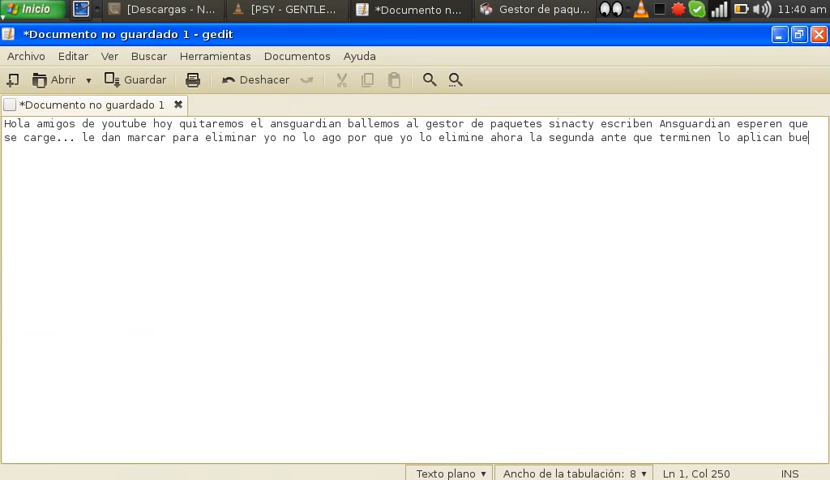 Inicio [Descargas - N... [PSY - GENTLE... *Documento n... Gestor de paqu... 11:40 am
*Documento no guardado 1 - gedit
Archivo Editar Ver Buscar Herramientas Documentos Ayuda
Abrir Guardar Deshacer
*Documento no guardado 1
Hola amigos de youtube hoy quitaremos el ansguardian ballemos al gestor de paquetes sinacty escriben Ansguardian esperen que
se carge... le dan marcar para eliminar yo no lo ago por que yo lo elimine ahora la segunda ante que terminen lo aplican bue
Texto plano Ancho de la tabulación: 8 Ln 1, Col 250 INS